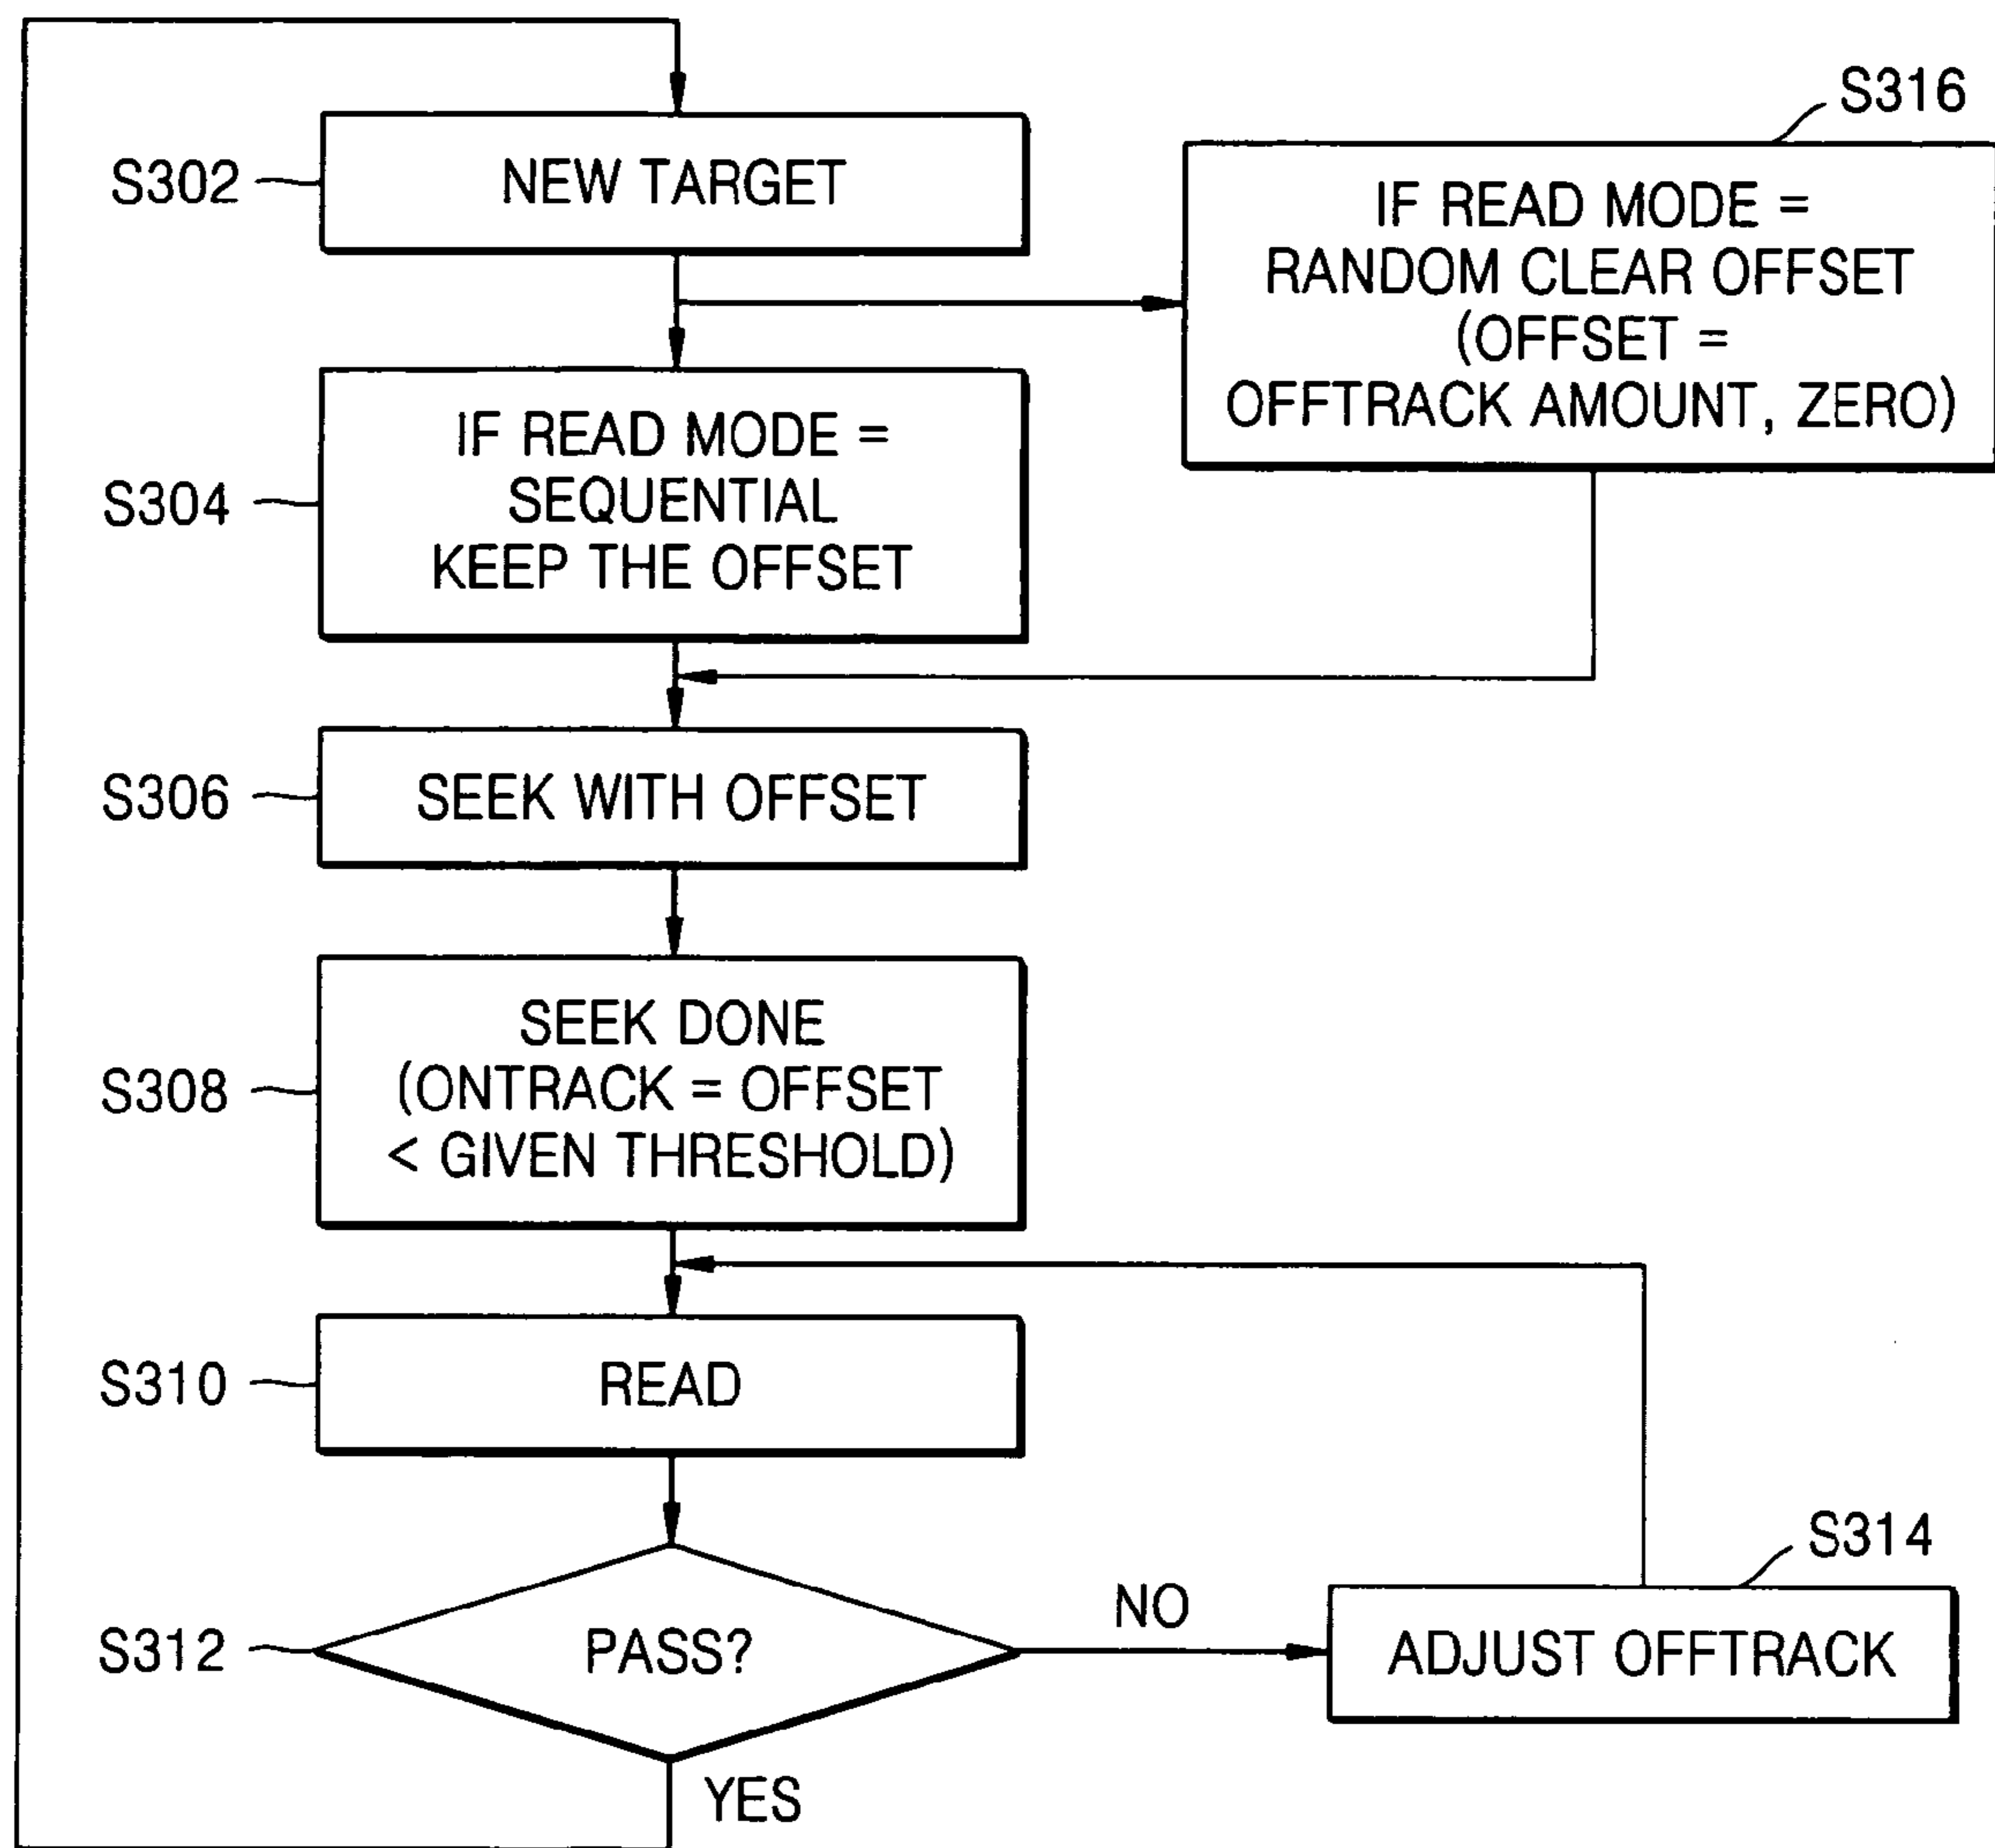 S302
NEW TARGET
S316
IF READ MODE =
RANDOM CLEAR OFFSET
(OFFSET =
OFFTRACK AMOUNT, ZERO)
S304
IF READ MODE =
SEQUENTIAL
KEEP THE OFFSET
S306
SEEK WITH OFFSET
S308
SEEK DONE
(ONTRACK = OFFSET
< GIVEN THRESHOLD)
S310
READ
S312
PASS?
NO
S314
ADJUST OFFTRACK
YES